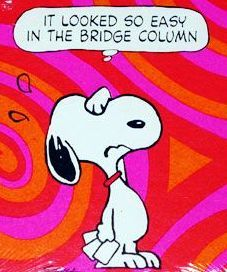 IT LOOKED SO EASY
IN THE BRIDGE COLUMN